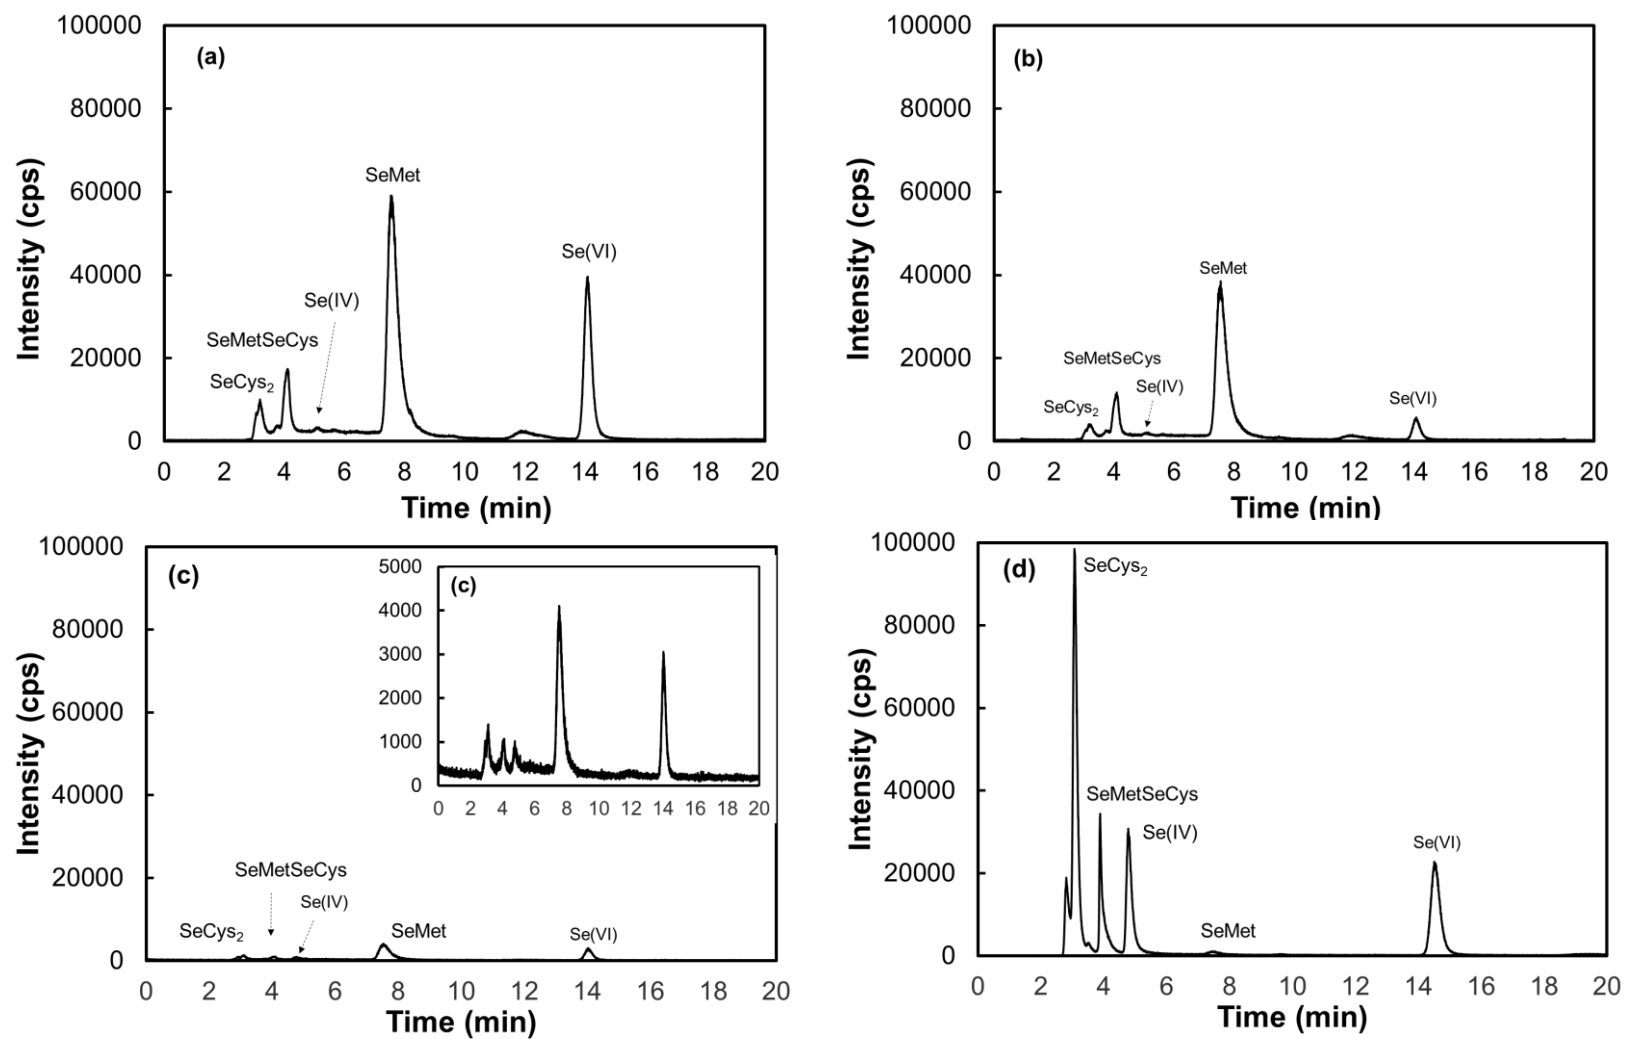 (a)
Intensity (cps)
100000
80000
60000
40000
20000
0
SeMet
Se(VI)
Se(IV)
SeMetSeCys
SeCys₂
0 2 4 6 8 10 12 14 16 18 20
Time (min)
(b)
Intensity (cps)
100000
80000
60000
40000
20000
0
SeMet
SeMetSeCys
Se(IV)
SeCys₂
Se(VI)
0 2 4 6 8 10 12 14 16 18 20
Time (min)
(c)
Intensity (cps)
100000
80000
60000
40000
20000
0
(c)
5000
4000
3000
2000
1000
0
0 2 4 6 8 10 12 14 16 18 20
SeMetSeCys
Se(IV)
SeCys₂
SeMet
Se(VI)
0 2 4 6 8 10 12 14 16 18 20
Time (min)
(d)
Intensity (cps)
100000
80000
60000
40000
20000
0
SeCys₂
SeMetSeCys
Se(IV)
Se(VI)
SeMet
0 2 4 6 8 10 12 14 16 18 20
Time (min)